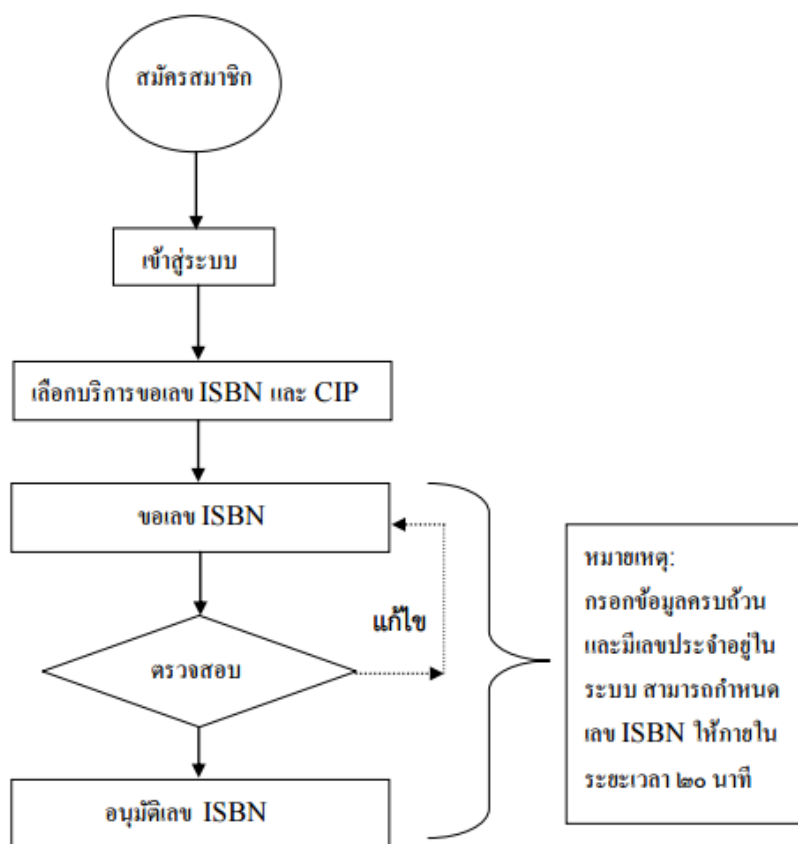 สมัครสมาชิก
เข้าสู่ระบบ
เลือกบริการขอเลข ISBN และ CIP
ขอเลข ISBN
แก้ไข
ตรวจสอบ
อนุมัติเลข ISBN
หมายเหตุ:
กรอกข้อมูลครบถ้วน
และมีเลขประจำอยู่ใน
ระบบ สามารถกำหนด
เลข ISBN ให้ภายใน
ระยะเวลา ๒๐ นาที